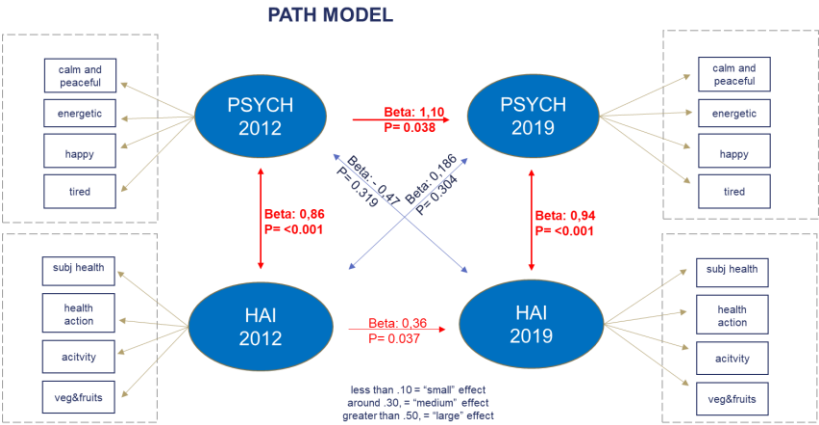 PATH MODEL
calm and
peaceful
energetic
happy
tired
PSYCH
2012
Beta: 1,10
P= 0.038
PSYCH
2019
calm and
peaceful
energetic
happy
tired
Beta: - 0,47
P= 0.319
Beta: 0,186
P= 0.304
Beta: 0,86
P= <0.001
Beta: 0,94
P= <0.001
subj health
health
action
acitvity
veg&fruits
HAI
2012
Beta: 0,36
P= 0.037
HAI
2019
subj health
health
action
acitvity
veg&fruits
less than .10 = “small” effect
around .30, = “medium” effect
greater than .50, = “large” effect